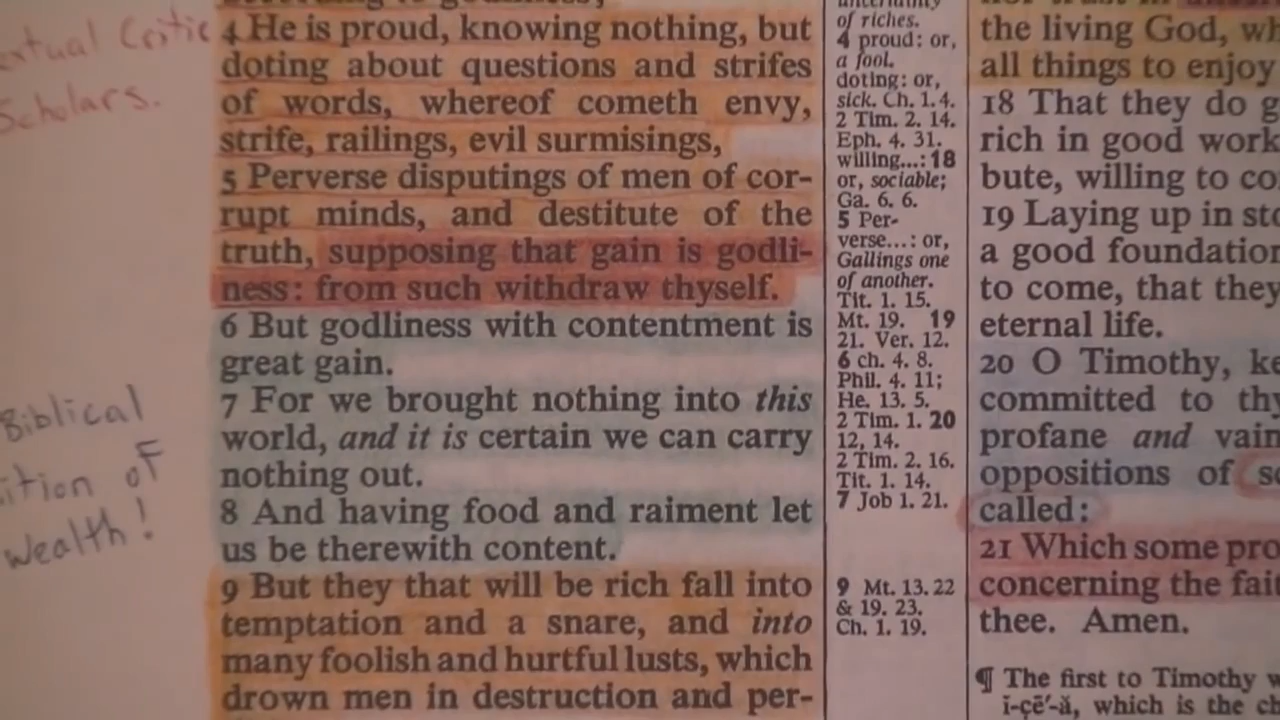 Critic
Scholars.
Biblical
of
Wealth!
4 He is proud, knowing nothing, but
doting about questions and strifes
of words, whereof cometh envy,
strife, railings, evil surmisings,
5 Perverse disputings of men of cor-
rupt minds, and destitute of the
truth, supposing that gain is godli-
ness: from such withdraw thyself.
6 But godliness with contentment is
great gain.
7 For we brought nothing into this
world, and it is certain we can carry
nothing out.
8 And having food and raiment let
us be therewith content.
9 But they that will be rich fall into
temptation and a snare, and into
many foolish and hurtful lusts, which
drown men in destruction and per-
of riches.
4 proud: or,
a fool.
doting: or,
sick. Ch. 1. 4.
2 Tim. 2. 14.
Eph. 4. 31.
willing...: 18
or, sociable;
Ga. 6. 6.
5 Per-
verse...: or,
Gallings one
of another.
Tit. 1. 15.
Mt. 19. 19
21. Ver. 12.
6 ch. 4. 8.
Phil. 4. 11;
He. 13. 5.
2 Tim. 1. 20
12, 14.
2 Tim. 2. 16.
Tit. 1. 14.
7 Job 1. 21.
9 Mt. 13. 22
& 19. 23.
Ch. 1. 19.
the living God,
all things to enjoy
18 That they do
rich in good work
bute, willing to
19 Laying up in
a good foundation
to come, that they
eternal life.
20 O Timothy,
committed to
profane and vain
oppositions of
called:
21 Which some
concerning the
thee. Amen.
¶ The first to Timothy
i-çē′-ă, which is the